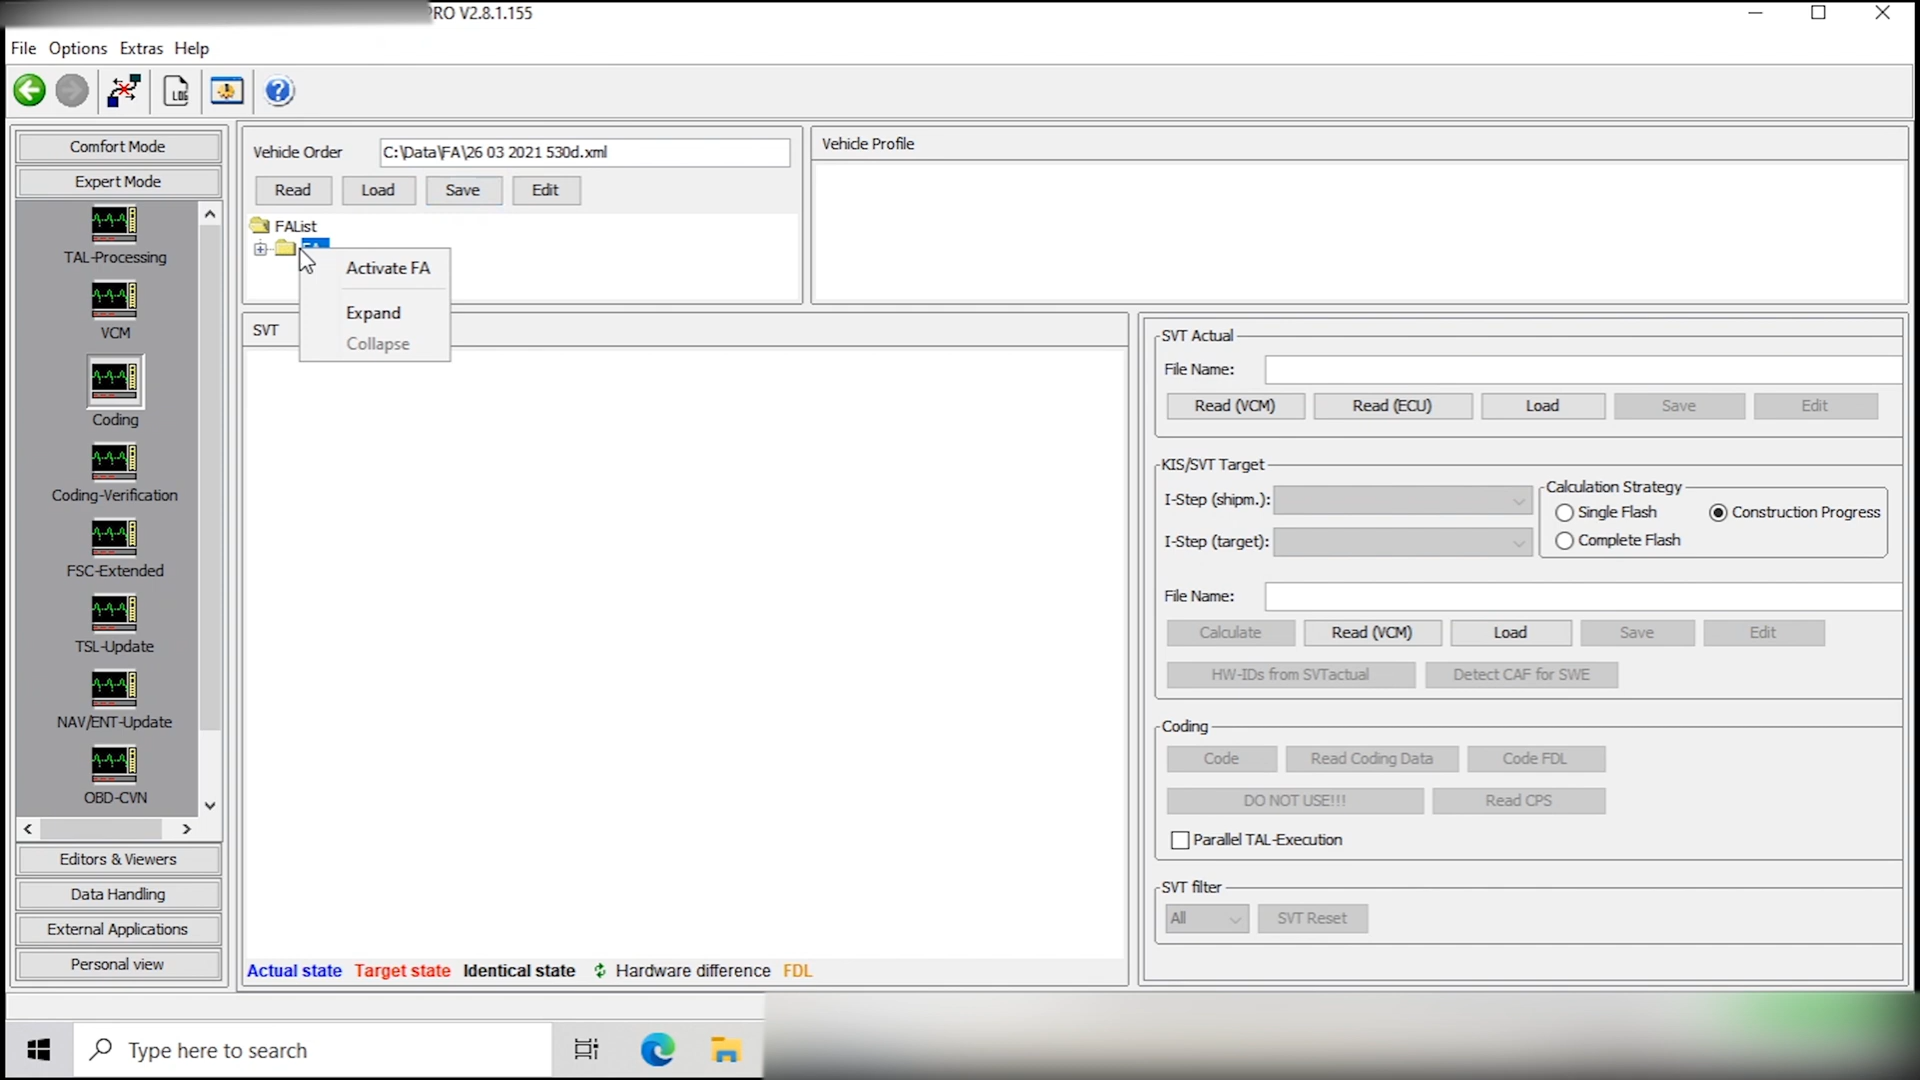 PRO V2.8.1.155
File Options Extras Help
LOG
Comfort Mode
Expert Mode
TAL-Processing
VCM
Coding
Coding-Verification
FSC-Extended
TSL-Update
NAV/ENT-Update
OBD-CVN
Editors & Viewers
Data Handling
External Applications
Personal view
Vehicle Order C:\Data\FA\26 03 2021 530d.xml
Read Load Save Edit
FAList
FA
Activate FA
Expand
Collapse
Vehicle Profile
SVT
Actual state Target state Identical state Hardware difference FDL
SVT Actual
File Name:
Read (VCM) Read (ECU) Load Save Edit
KIS/SVT Target
I-Step (shipm.):
I-Step (target):
Calculation Strategy
Single Flash Construction Progress
Complete Flash
File Name:
Calculate Read (VCM) Load Save Edit
HW-IDs from SVTactual Detect CAF for SWE
Coding
Code Read Coding Data Code FDL
DO NOT USE!!! Read CPS
Parallel TAL-Execution
SVT filter
All SVT Reset
Type here to search